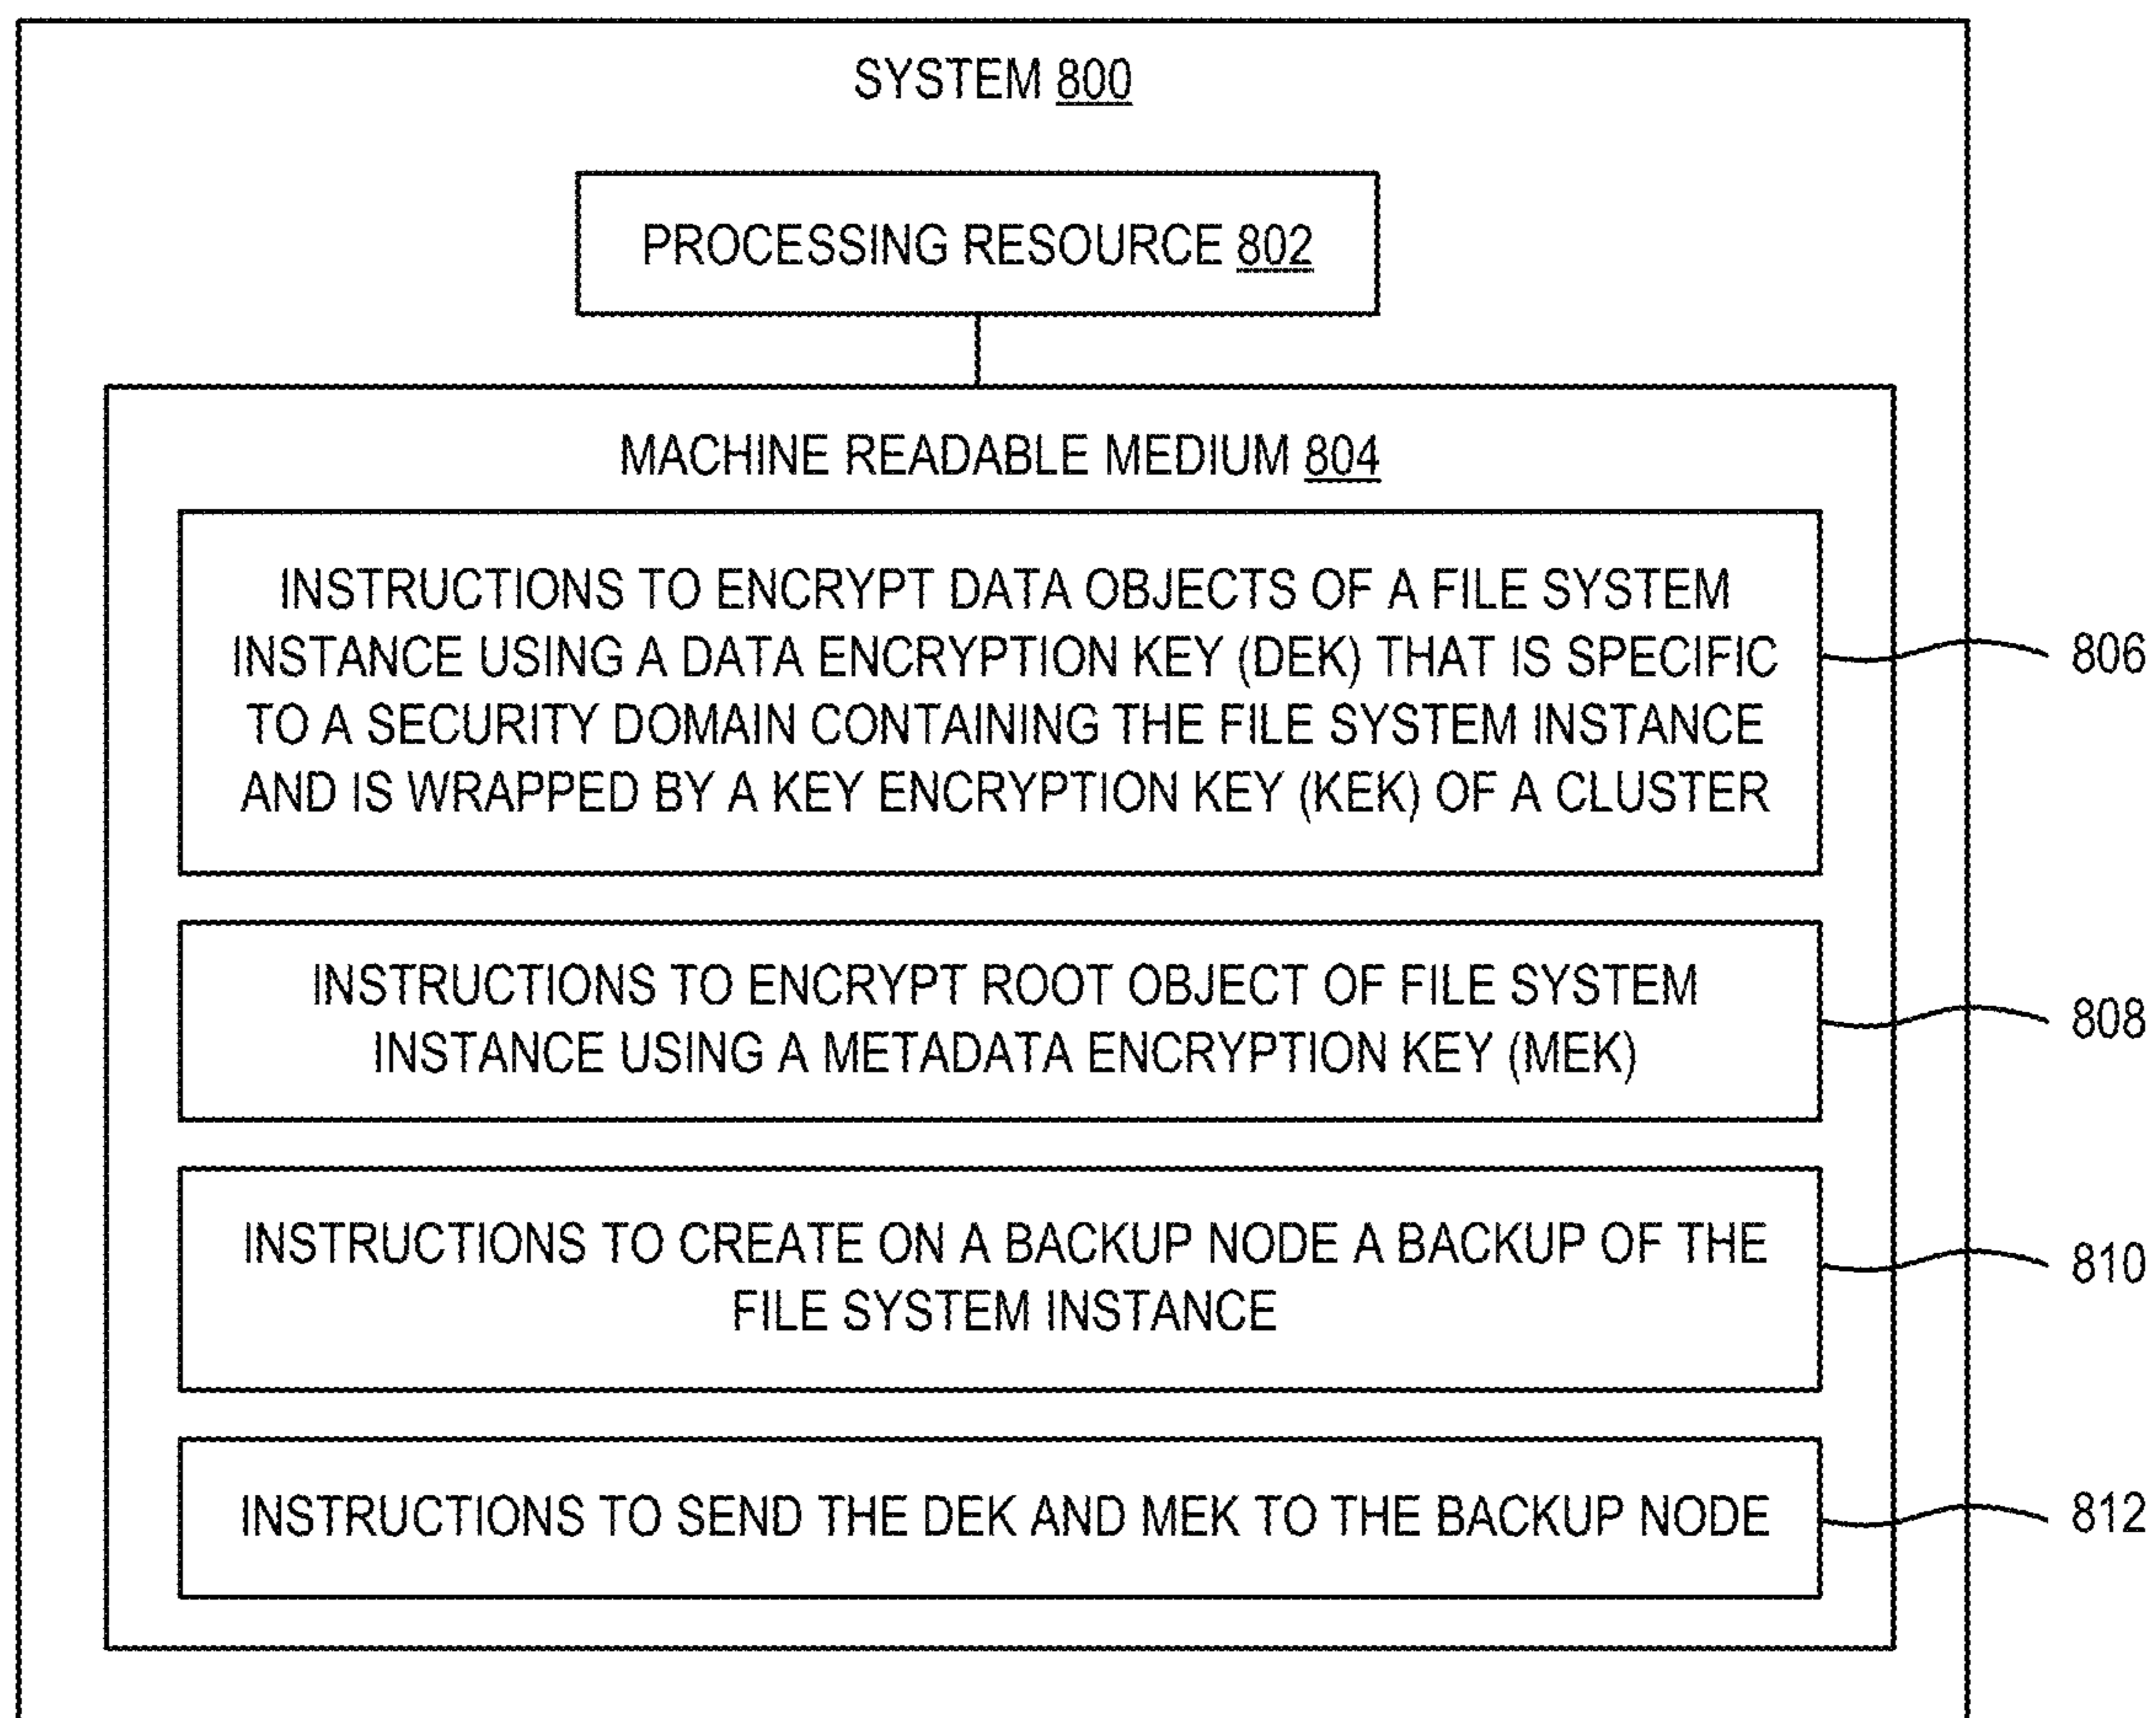 SYSTEM 800
PROCESSING RESOURCE 802
MACHINE READABLE MEDIUM 804
INSTRUCTIONS TO ENCRYPT DATA OBJECTS OF A FILE SYSTEM
INSTANCE USING A DATA ENCRYPTION KEY (DEK) THAT IS SPECIFIC
TO A SECURITY DOMAIN CONTAINING THE FILE SYSTEM INSTANCE
AND IS WRAPPED BY A KEY ENCRYPTION KEY (KEK) OF A CLUSTER
806
INSTRUCTIONS TO ENCRYPT ROOT OBJECT OF FILE SYSTEM
INSTANCE USING A METADATA ENCRYPTION KEY (MEK)
808
INSTRUCTIONS TO CREATE ON A BACKUP NODE A BACKUP OF THE
FILE SYSTEM INSTANCE
810
INSTRUCTIONS TO SEND THE DEK AND MEK TO THE BACKUP NODE
812